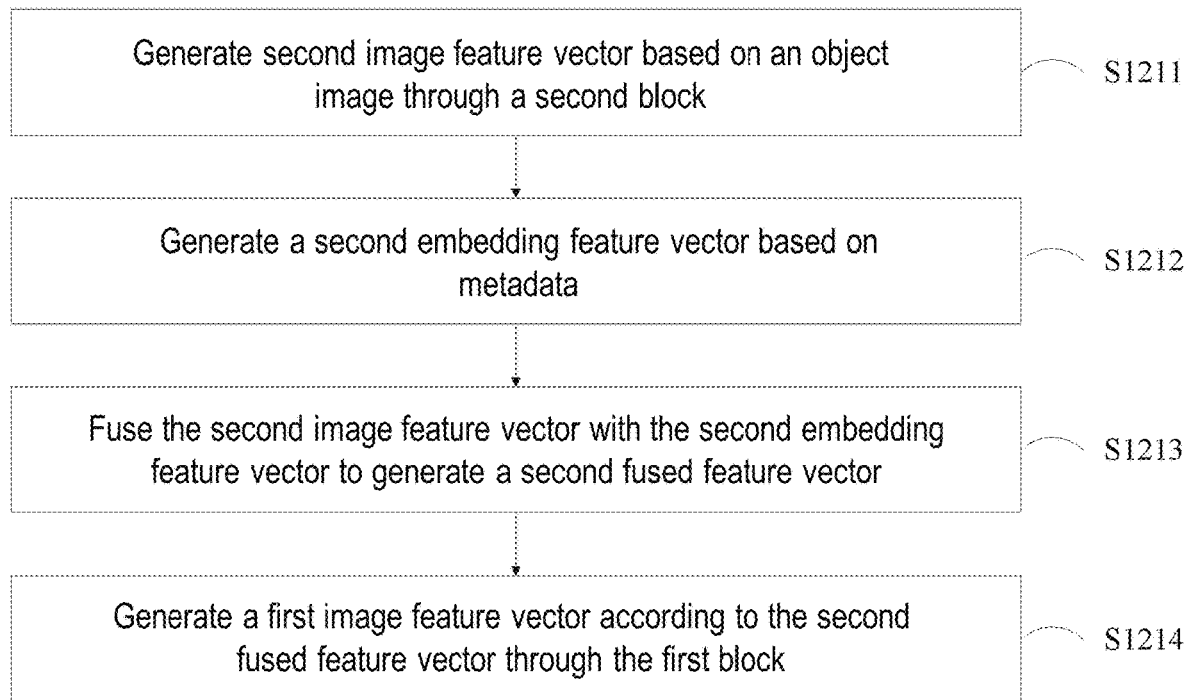 Generate second image feature vector based on an object
image through a second block
S1211
Generate a second embedding feature vector based on
metadata
S1212
Fuse the second image feature vector with the second embedding
feature vector to generate a second fused feature vector
S1213
Generate a first image feature vector according to the second
fused feature vector through the first block
S1214